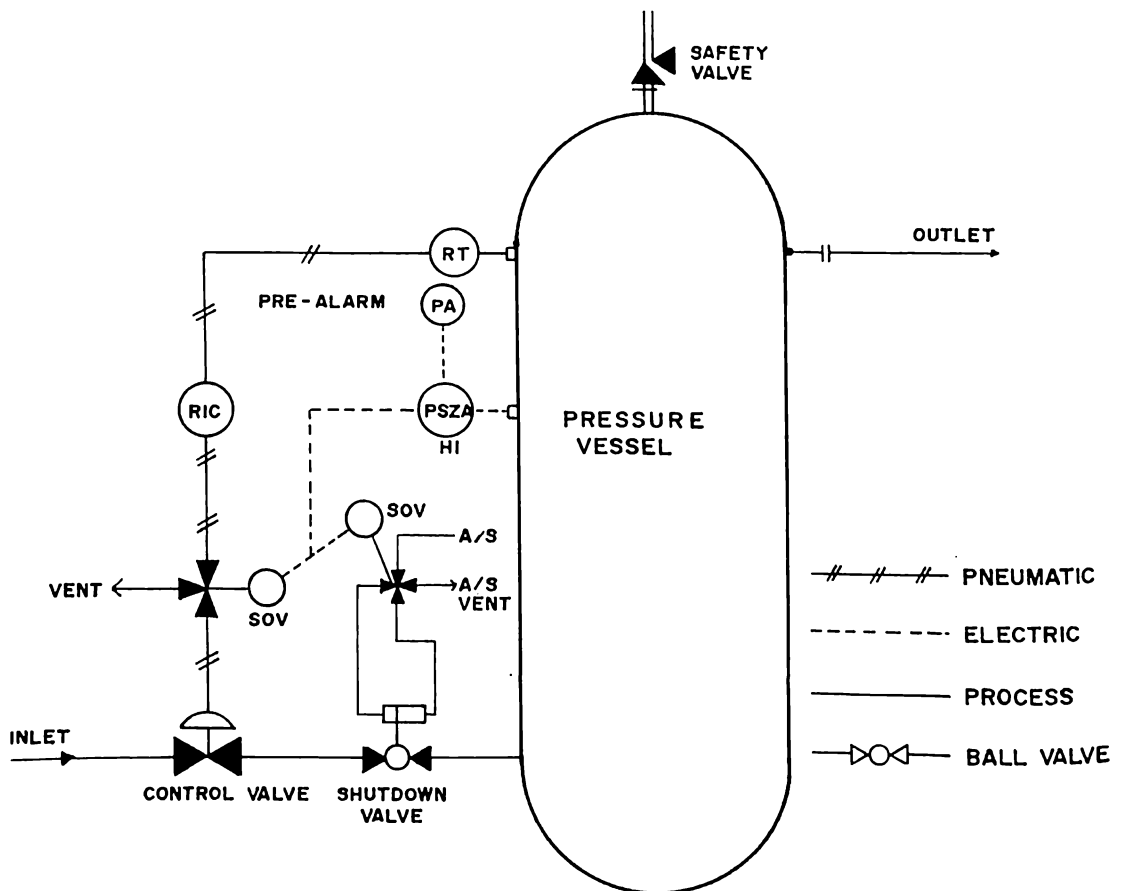 SAFETY
VALVE
OUTLET
RT
PRE-ALARM
PA
RIC
PSZA
HI
PRESSURE
VESSEL
SOV
A/S
VENT
A/S
VENT
SOV
PNEUMATIC
ELECTRIC
PROCESS
INLET
BALL VALVE
CONTROL VALVE
SHUTDOWN
VALVE